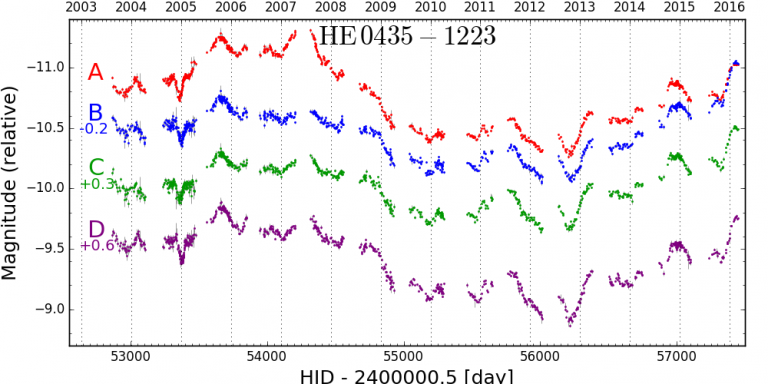 2003 2004 2005 2006 2007 2008 2009 2010 2011 2012 2013 2014 2015 2016
HE 0435 − 1223
−11.0
A
B
-0.2
−10.5
C
+0.3
−10.0
D
+0.6
−9.5
−9.0
Magnitude (relative)
53000 54000 55000 56000 57000
HJD - 2400000.5 [day]